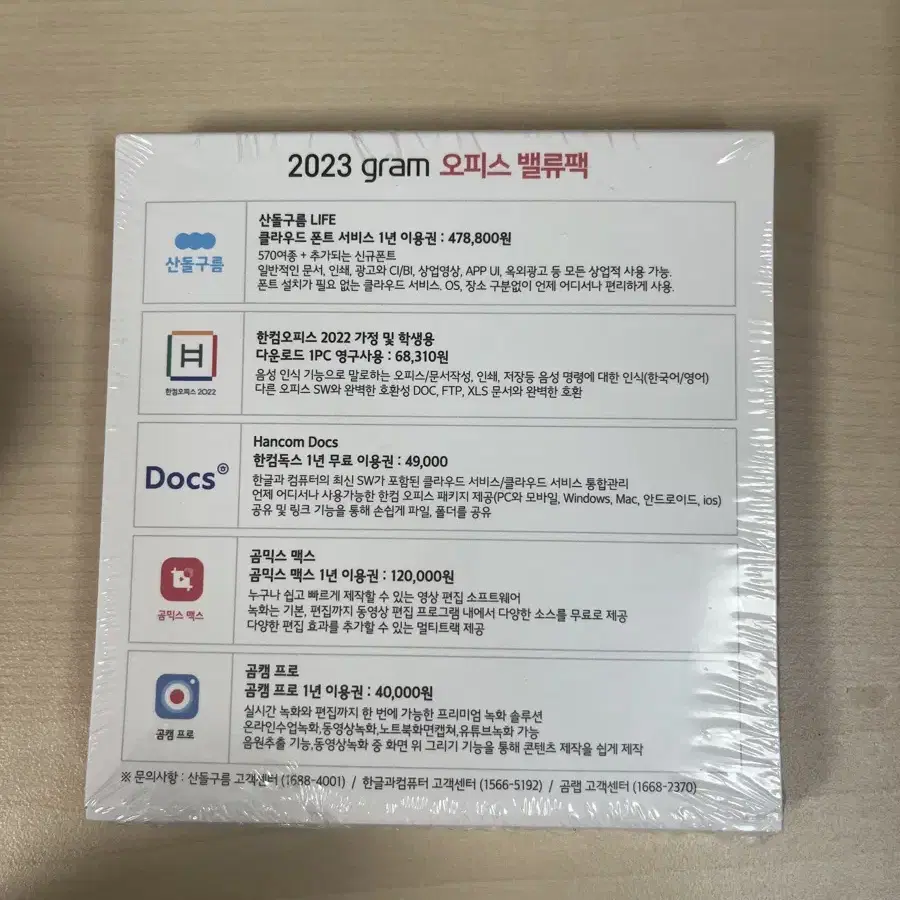 2023 gram 오피스 밸류팩
산돌구름
산돌구름 LIFE
클라우드 폰트 서비스 1년 이용권 : 478,800원
570여종 + 추가되는 신규폰트
일반적인 문서, 인쇄, 광고와 CI/BI, 상업영상, APP UI, 옥외광고 등 모든 상업적 사용 가능.
폰트 설치가 필요 없는 클라우드 서비스. OS, 장소 구분없이 언제 어디서나 편리하게 사용.
한컴오피스 2022
한컴오피스 2022 가정 및 학생용
다운로드 1PC 영구사용 : 68,310원
음성 인식 기능으로 말로하는 오피스/문서작성, 인쇄, 저장등 음성 명령에 대한 인식(한국어/영어)
다른 오피스 SW와 완벽한 호환성 DOC, FTP, XLS 문서와 완벽한 호환
Docs
Hancom Docs
한컴독스 1년 무료 이용권 : 49,000
한글과 컴퓨터의 최신 SW가 포함된 클라우드 서비스/클라우드 서비스 통합관리
언제 어디서나 사용가능한 한컴 오피스 패키지 제공(PC와 모바일, Windows, Mac, 안드로이드, ios)
공유 및 링크 기능을 통해 손쉽게 파일, 폴더를 공유
곰믹스 맥스
곰믹스 맥스
곰믹스 맥스 1년 이용권 : 120,000원
누구나 쉽고 빠르게 제작할 수 있는 영상 편집 소프트웨어
녹화는 기본, 편집까지 동영상 편집 프로그램 내에서 다양한 소스를 무료로 제공
다양한 편집 효과를 추가할 수 있는 멀티트랙 제공
곰캠 프로
곰캠 프로
곰캠 프로 1년 이용권 : 40,000원
실시간 녹화와 편집까지 한 번에 가능한 프리미엄 녹화 솔루션
온라인수업녹화,동영상녹화,노트북화면캡쳐,유튜브녹화 가능
음원추출 기능,동영상녹화 중 화면 위 그리기 기능을 통해 콘텐츠 제작을 쉽게 제작
※ 문의사항 : 산돌구름 고객센터 (1688-4001) / 한글과컴퓨터 고객센터 (1566-5192) / 곰랩 고객센터 (1668-2370)